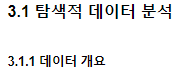 3.1 탐색적 데이터 분석
3.1.1 데이터 개요